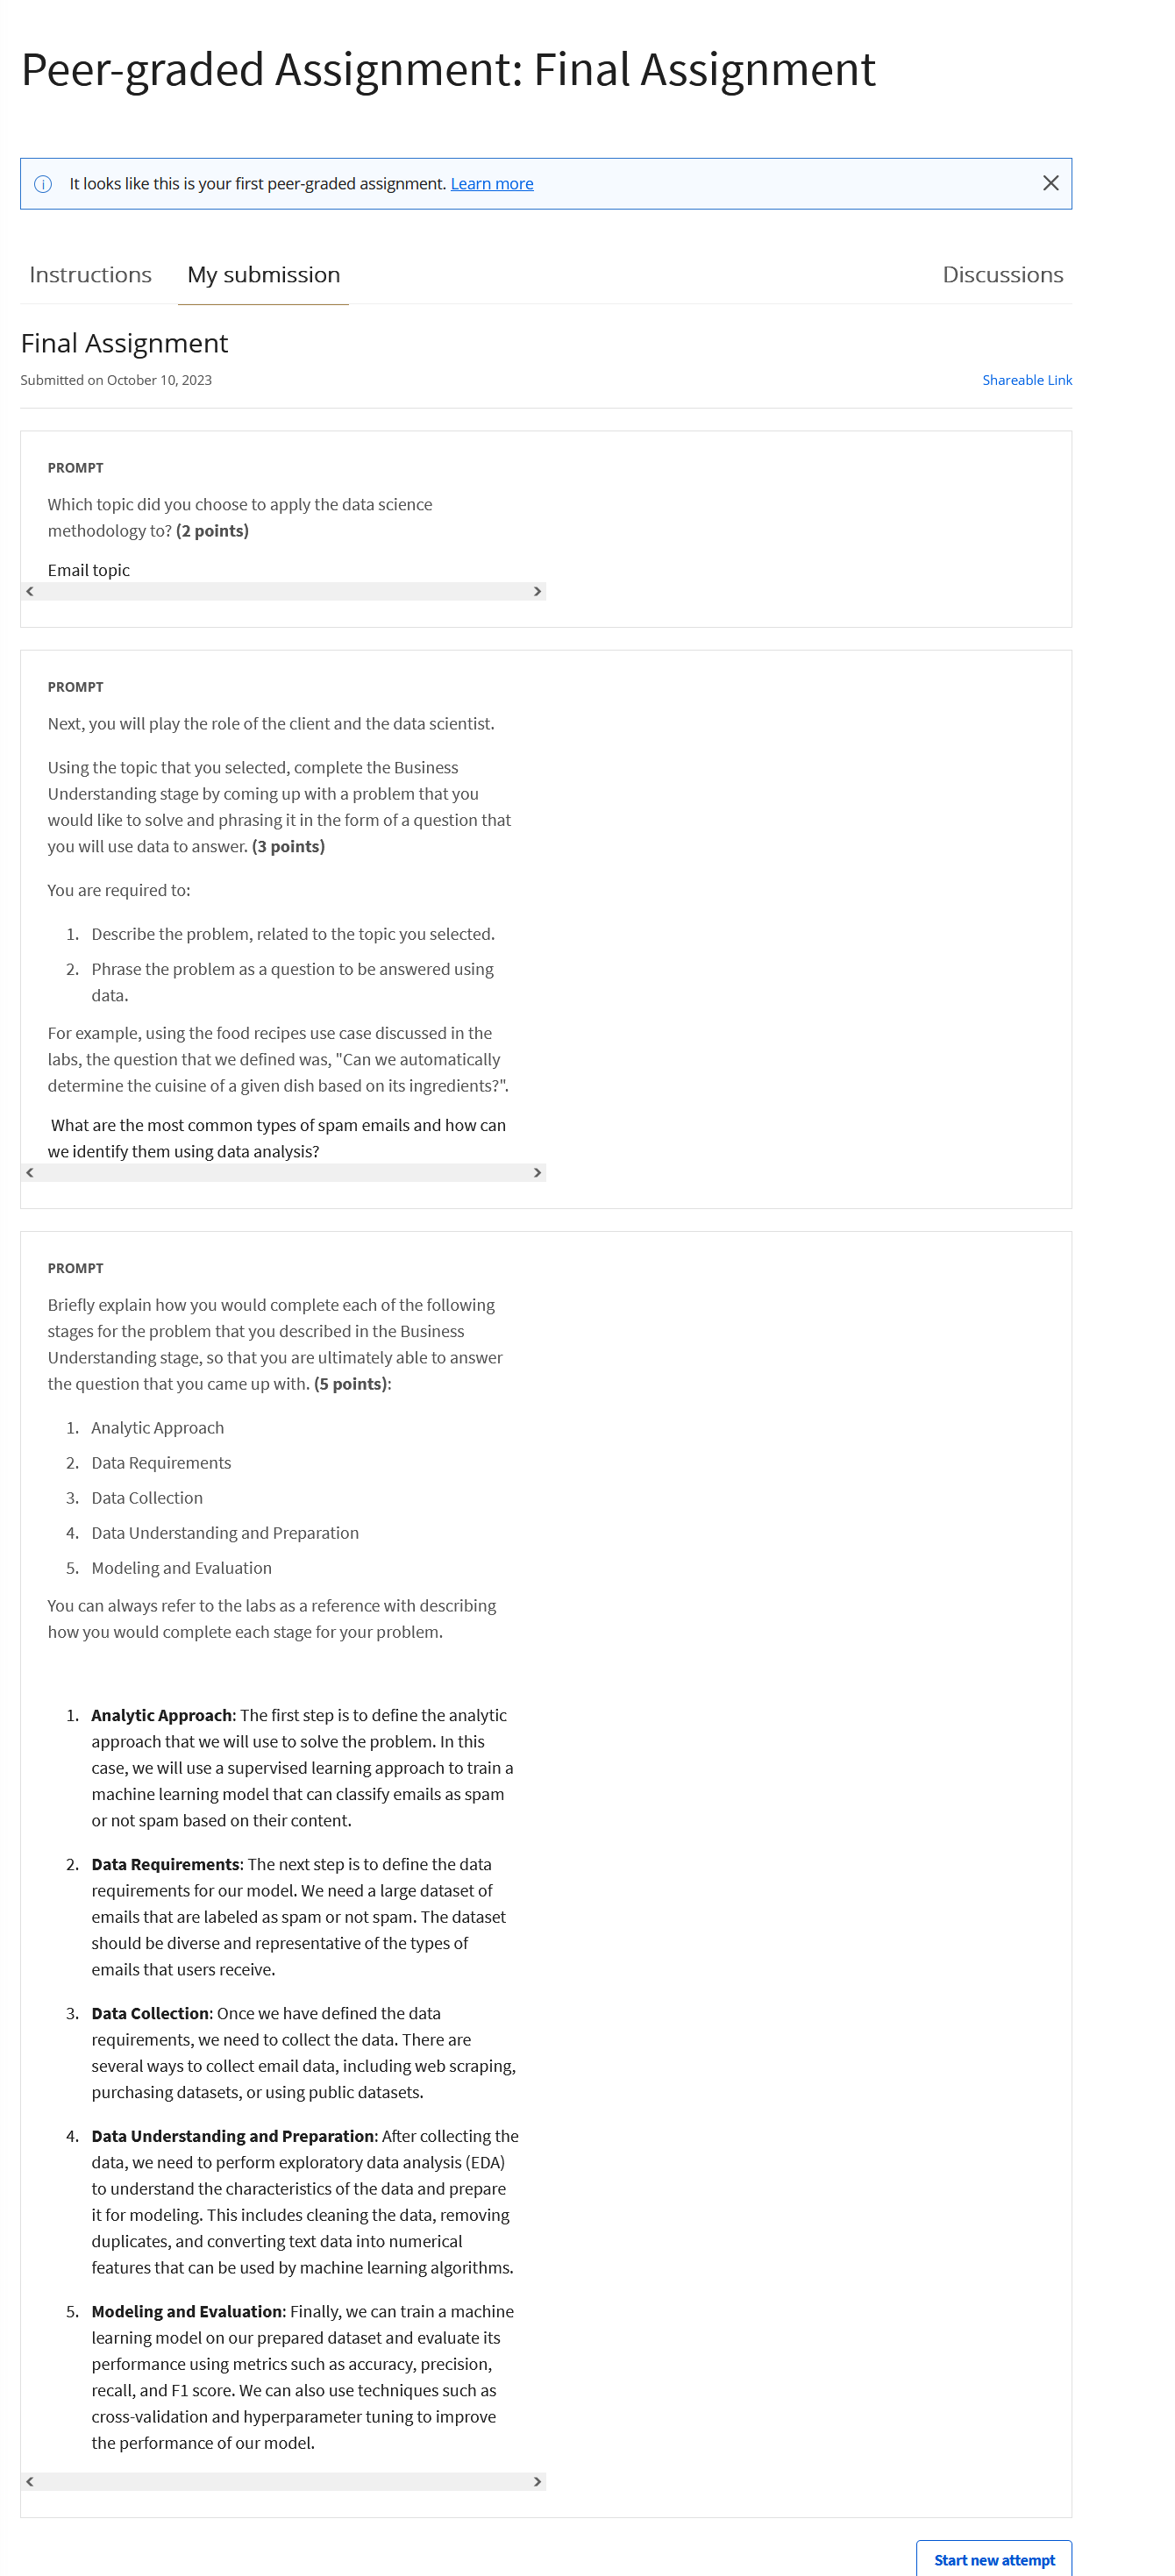 Peer-graded Assignment: Final Assignment
It looks like this is your first peer-graded assignment. Learn more
Instructions My submission Discussions
Final Assignment
Submitted on October 10, 2023 Shareable Link
PROMPT
Which topic did you choose to apply the data science
methodology to? (2 points)
Email topic
PROMPT
Next, you will play the role of the client and the data scientist.
Using the topic that you selected, complete the Business
Understanding stage by coming up with a problem that you
would like to solve and phrasing it in the form of a question that
you will use data to answer. (3 points)
You are required to:
1. Describe the problem, related to the topic you selected.
2. Phrase the problem as a question to be answered using
data.
For example, using the food recipes use case discussed in the
labs, the question that we defined was, "Can we automatically
determine the cuisine of a given dish based on its ingredients?".
What are the most common types of spam emails and how can
we identify them using data analysis?
PROMPT
Briefly explain how you would complete each of the following
stages for the problem that you described in the Business
Understanding stage, so that you are ultimately able to answer
the question that you came up with. (5 points):
1. Analytic Approach
2. Data Requirements
3. Data Collection
4. Data Understanding and Preparation
5. Modeling and Evaluation
You can always refer to the labs as a reference with describing
how you would complete each stage for your problem.
1. Analytic Approach: The first step is to define the analytic
approach that we will use to solve the problem. In this
case, we will use a supervised learning approach to train a
machine learning model that can classify emails as spam
or not spam based on their content.
2. Data Requirements: The next step is to define the data
requirements for our model. We need a large dataset of
emails that are labeled as spam or not spam. The dataset
should be diverse and representative of the types of
emails that users receive.
3. Data Collection: Once we have defined the data
requirements, we need to collect the data. There are
several ways to collect email data, including web scraping,
purchasing datasets, or using public datasets.
4. Data Understanding and Preparation: After collecting the
data, we need to perform exploratory data analysis (EDA)
to understand the characteristics of the data and prepare
it for modeling. This includes cleaning the data, removing
duplicates, and converting text data into numerical
features that can be used by machine learning algorithms.
5. Modeling and Evaluation: Finally, we can train a machine
learning model on our prepared dataset and evaluate its
performance using metrics such as accuracy, precision,
recall, and F1 score. We can also use techniques such as
cross-validation and hyperparameter tuning to improve
the performance of our model.
Start new attempt